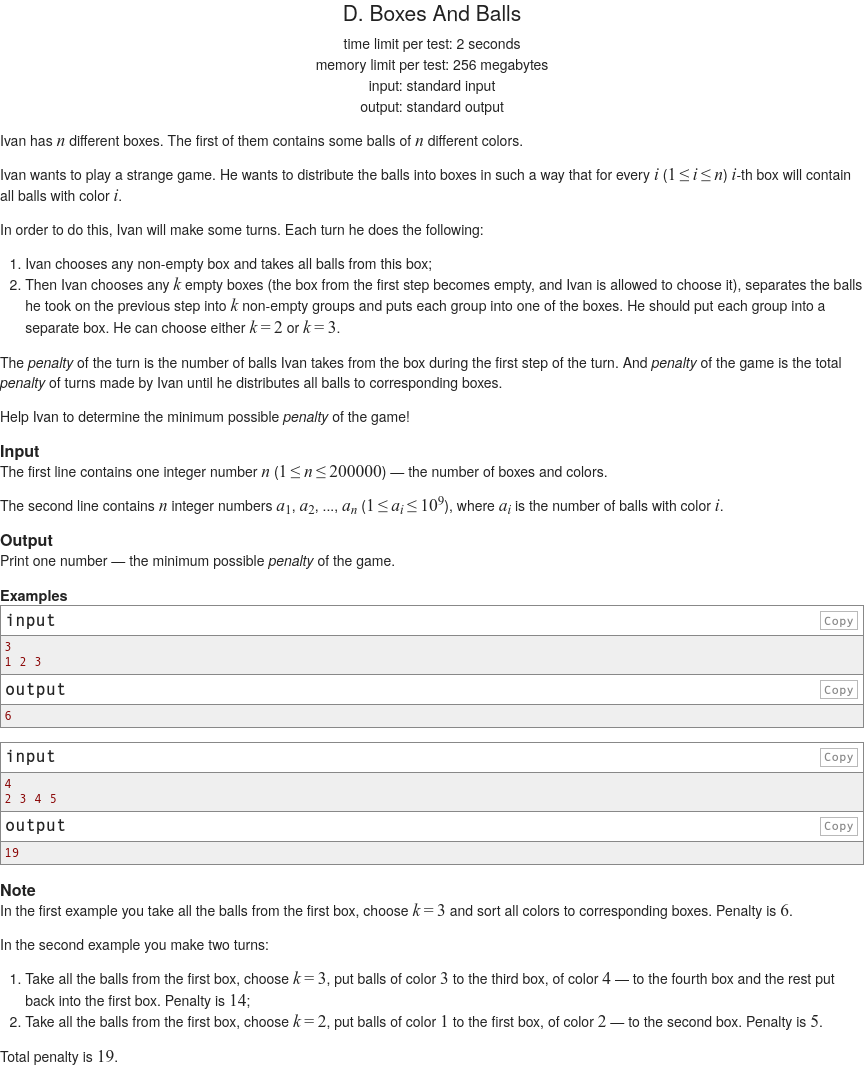 D. Boxes And Balls
time limit per test: 2 seconds
memory limit per test: 256 megabytes
input: standard input
output: standard output
Ivan has n different boxes. The first of them contains some balls of n different colors.
Ivan wants to play a strange game. He wants to distribute the balls into boxes in such a way that for every i (1 ≤ i ≤ n) i-th box will contain
all balls with color i.
In order to do this, Ivan will make some turns. Each turn he does the following:
1. Ivan chooses any non-empty box and takes all balls from this box;
2. Then Ivan chooses any k empty boxes (the box from the first step becomes empty, and Ivan is allowed to choose it), separates the balls
he took on the previous step into k non-empty groups and puts each group into one of the boxes. He should put each group into a
separate box. He can choose either k = 2 or k = 3.
The penalty of the turn is the number of balls Ivan takes from the box during the first step of the turn. And penalty of the game is the total
penalty of turns made by Ivan until he distributes all balls to corresponding boxes.
Help Ivan to determine the minimum possible penalty of the game!
Input
The first line contains one integer number n (1 ≤ n ≤ 200000) — the number of boxes and colors.
The second line contains n integer numbers a1, a2, ..., an (1 ≤ ai ≤ 10^9), where ai is the number of balls with color i.
Output
Print one number — the minimum possible penalty of the game.
Examples
input
Copy
3
1 2 3
output
Copy
6
input
Copy
4
2 3 4 5
output
Copy
19
Note
In the first example you take all the balls from the first box, choose k = 3 and sort all colors to corresponding boxes. Penalty is 6.
In the second example you make two turns:
1. Take all the balls from the first box, choose k = 3, put balls of color 3 to the third box, of color 4 — to the fourth box and the rest put
back into the first box. Penalty is 14;
2. Take all the balls from the first box, choose k = 2, put balls of color 1 to the first box, of color 2 — to the second box. Penalty is 5.
Total penalty is 19.